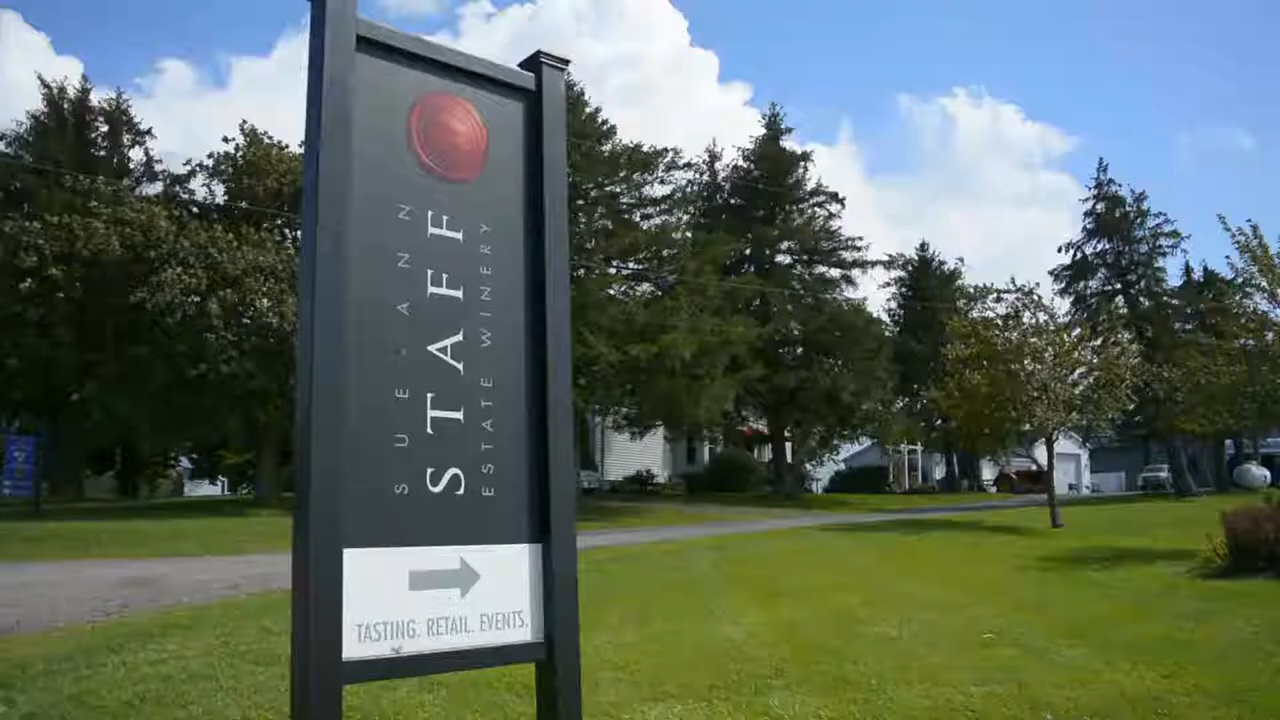 SUE-ANN
STAFF
ESTATE WINERY
TASTING. RETAIL. EVENTS.